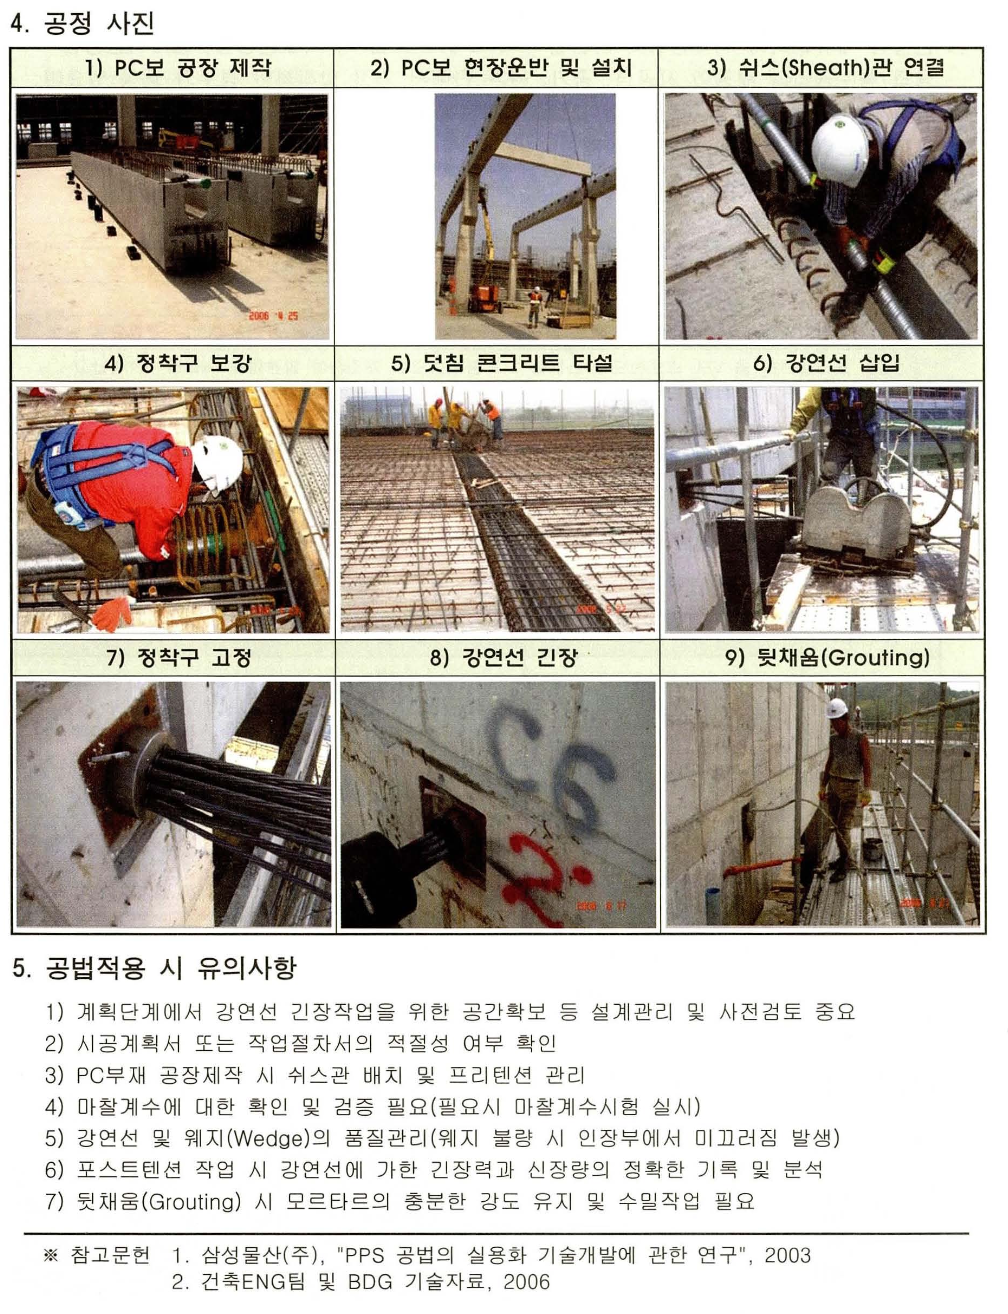 4. 공정 사진
1) PC보 공장 제작
2) PC보 현장운반 및 설치
3) 쉬스(Sheath)관 연결
2006
25
4) 정착구 보강
5) 덧침 콘크리트 타설
6) 강연선 삽입
7) 정착구 고정
8) 강연선 긴장
9) 뒷채움(Grouting)
C6
2.
2006 6 17
5. 공법적용 시 유의사항
1) 계획단계에서 강연선 긴장작업을 위한 공간확보 등 설계관리 및 사전검토 중요
2) 시공계획서 또는 작업절차서의 적절성 여부 확인
3) PC부재 공장제작 시 쉬스관 배치 및 프리텐션 관리
4) 마찰계수에 대한 확인 및 검증 필요(필요시 마찰계수시험 실시)
5) 강연선 및 웨지(Wedge)의 품질관리(웨지 불량 시 인장부에서 미끄러짐 발생)
6) 포스트텐션 작업 시 강연선에 가한 긴장력과 신장량의 정확한 기록 및 분석
7) 뒷채움(Grouting) 시 모르타르의 충분한 강도 유지 및 수밀작업 필요
※ 참고문헌 1. 삼성물산(주), "PPS 공법의 실용화 기술개발에 관한 연구", 2003
2. 건축ENG팀 및 BDG 기술자료, 2006